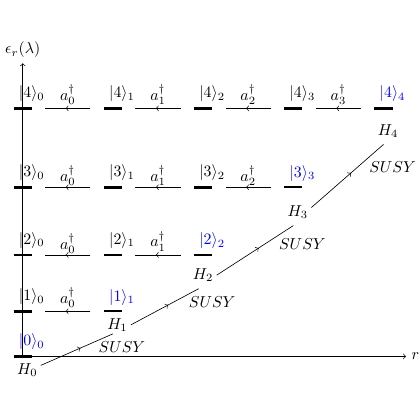 ϵ_r(λ)
|4⟩_0 a_0^† |4⟩_1 a_1^† |4⟩_2 a_2^† |4⟩_3 a_3^† |4⟩_4
H_4
|3⟩_0 a_0^† |3⟩_1 a_1^† |3⟩_2 a_2^† |3⟩_3 SUSY
H_3
|2⟩_0 a_0^† |2⟩_1 a_1^† |2⟩_2 SUSY
H_2
|1⟩_0 a_0^† |1⟩_1 SUSY
H_1
|0⟩_0 SUSY
r
H_0